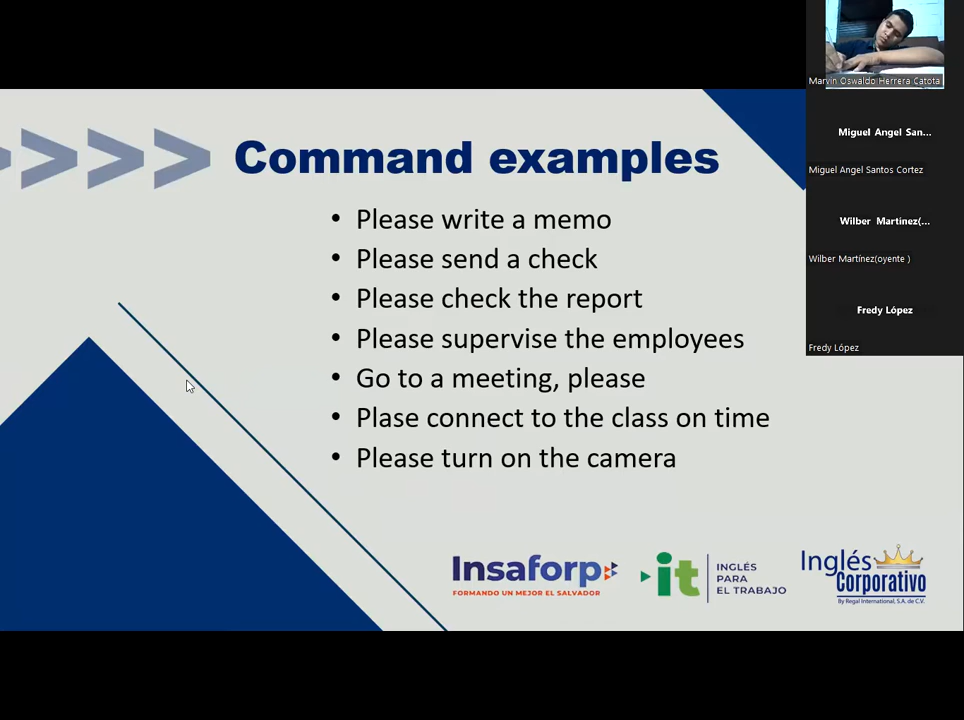 Command examples
• Please write a memo
• Please send a check
• Please check the report
• Please supervise the employees
• Go to a meeting, please
• Plase connect to the class on time
• Please turn on the camera
Insaforp
FORMANDO UN MEJOR EL SALVADOR
it
INGLÉS
PARA
EL TRABAJO
Inglés
Corporativo
By Regal International, S.A. de C.V.
Marvin Oswaldo Herrera Catota
Miguel Angel San...
Miguel Angel Santos Cortez
Wilber Martinez(...
Wilber Martínez(oyente )
Fredy López
Fredy López